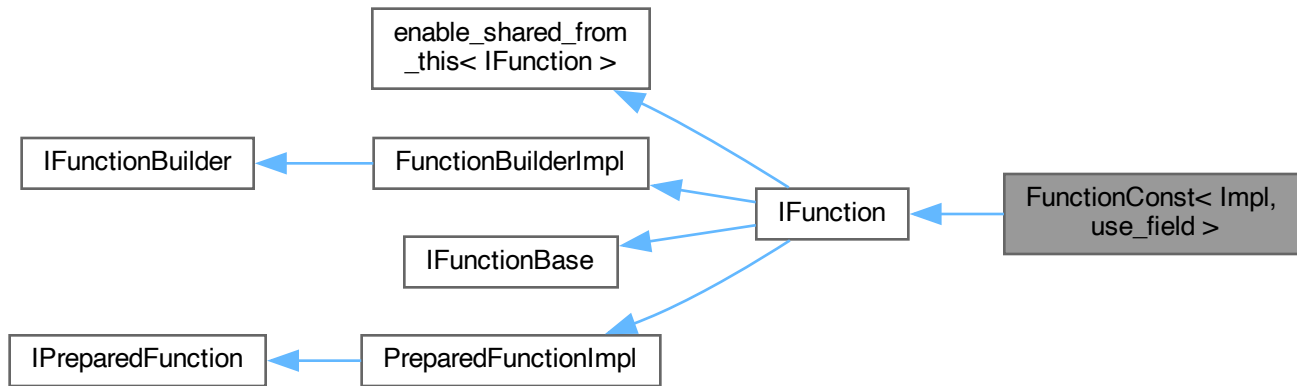 enable_shared_from
_this< IFunction >
IFunctionBuilder
FunctionBuilderImpl
IFunction
FunctionConst< Impl,
use_field >
IFunctionBase
IPreparedFunction
PreparedFunctionImpl